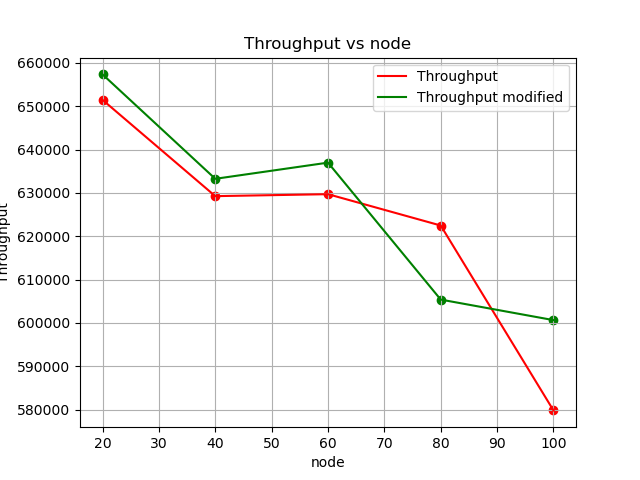 Throughput vs node
Throughput
Throughput modified
660000
650000
640000
630000
620000
610000
600000
590000
580000
Throughput
20 30 40 50 60 70 80 90 100
node